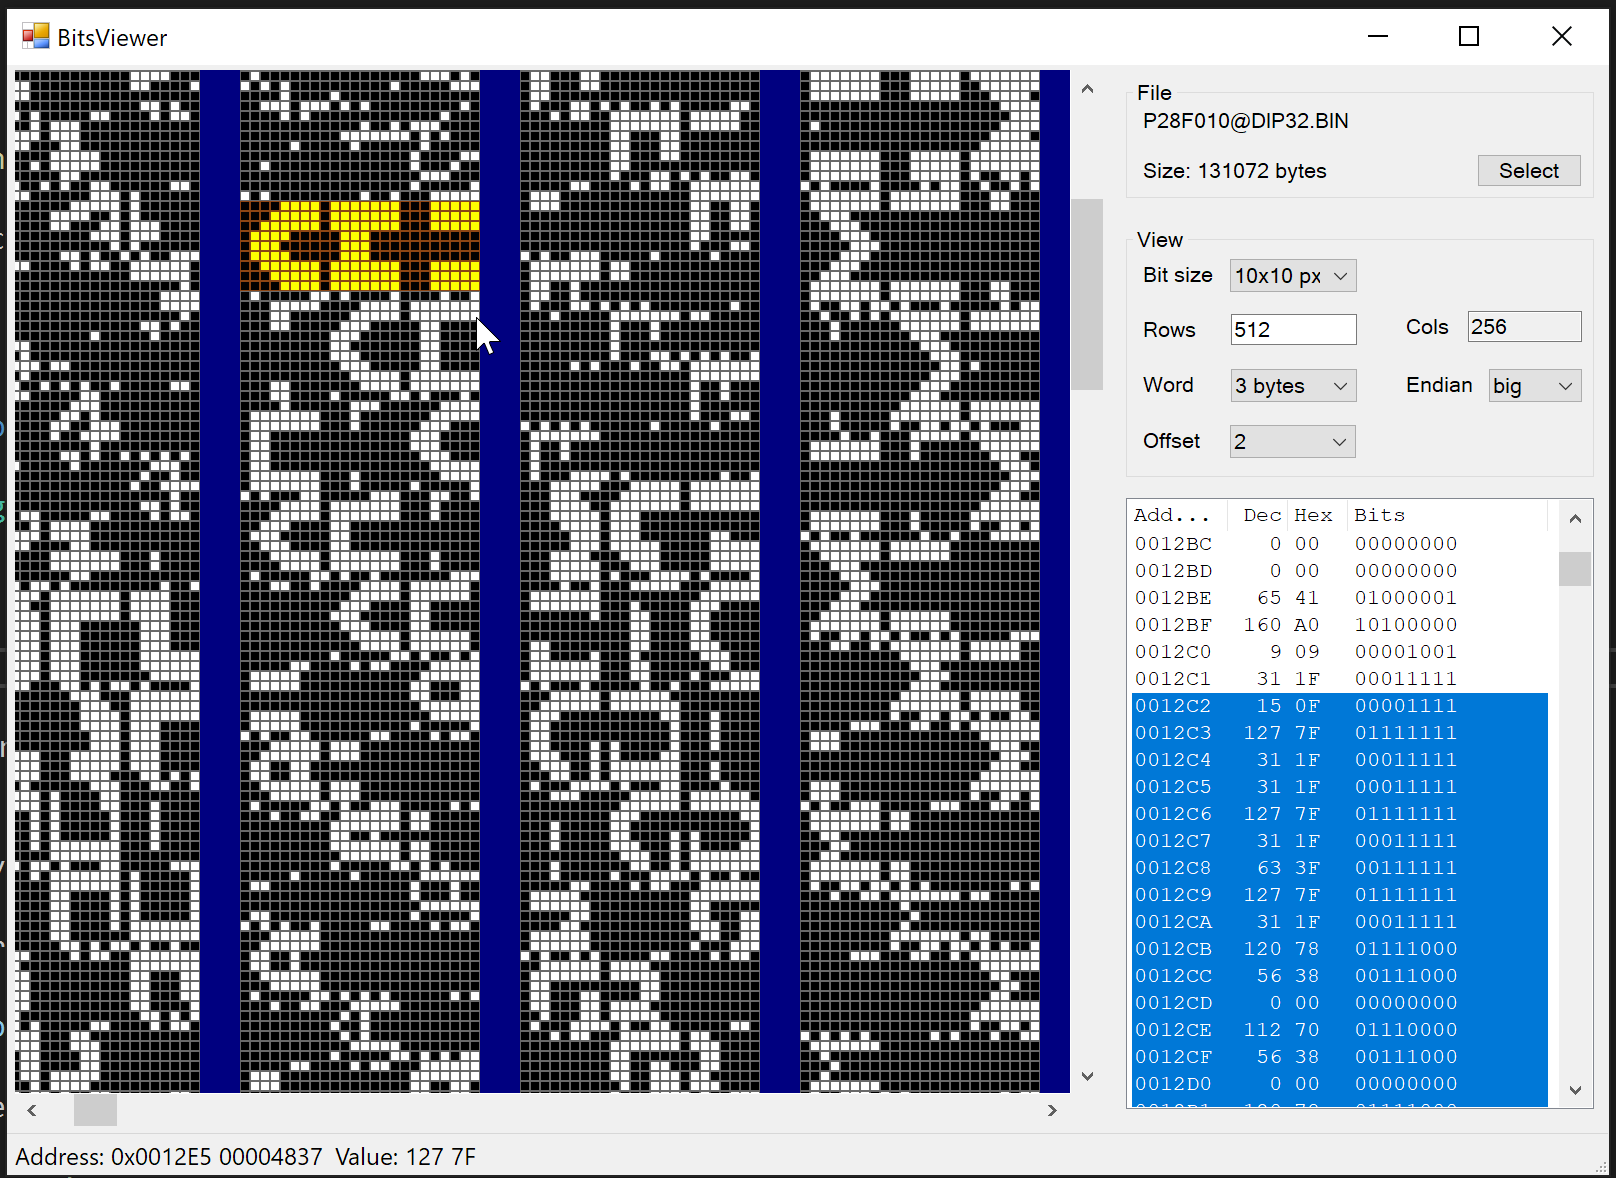 BitsViewer
File
P28F010@DIP32.BIN
Size: 131072 bytes
Select
View
Bit size 10x10 px
Rows 512 Cols 256
Word 3 bytes Endian big
Offset 2
Add... Dec Hex Bits
0012BC 0 00 00000000
0012BD 0 00 00000000
0012BE 65 41 01000001
0012BF 160 A0 10100000
0012C0 9 09 00001001
0012C1 31 1F 00011111
0012C2 15 0F 00001111
0012C3 127 7F 01111111
0012C4 31 1F 00011111
0012C5 31 1F 00011111
0012C6 127 7F 01111111
0012C7 31 1F 00011111
0012C8 63 3F 00111111
0012C9 127 7F 01111111
0012CA 31 1F 00011111
0012CB 120 78 01111000
0012CC 56 38 00111000
0012CD 0 00 00000000
0012CE 112 70 01110000
0012CF 56 38 00111000
0012D0 0 00 00000000
Address: 0x0012E5 00004837 Value: 127 7F